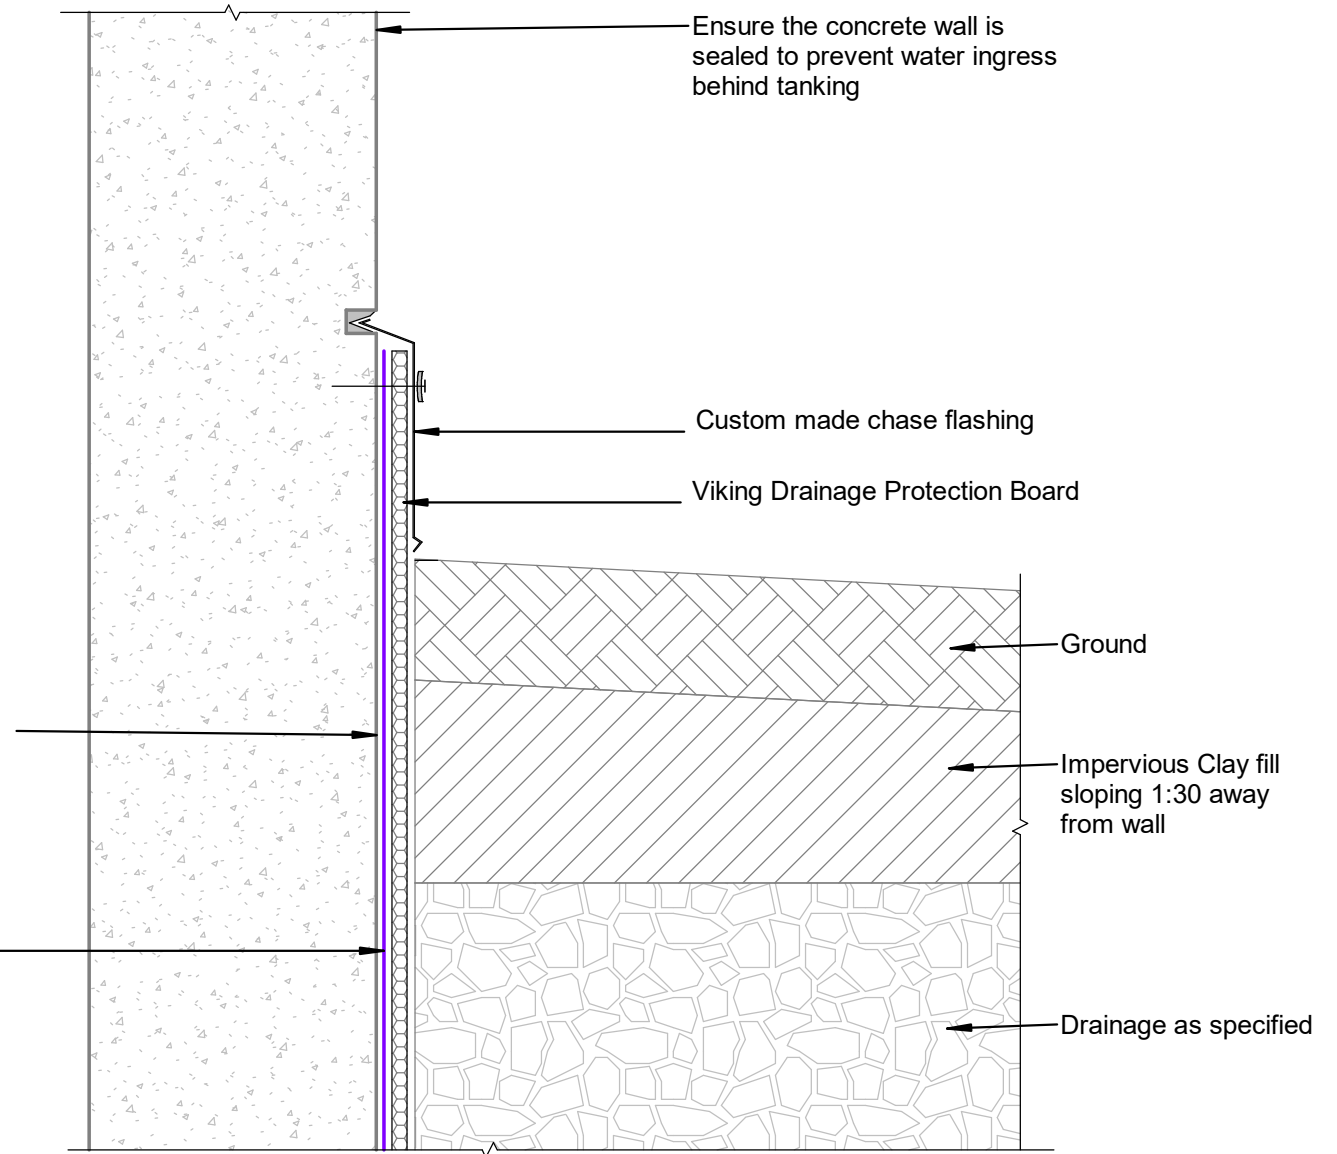 Ensure the concrete wall is
sealed to prevent water ingress
behind tanking
Custom made chase flashing
Viking Drainage Protection Board
Ground
Impervious Clay fill
sloping 1:30 away
from wall
Drainage as specified